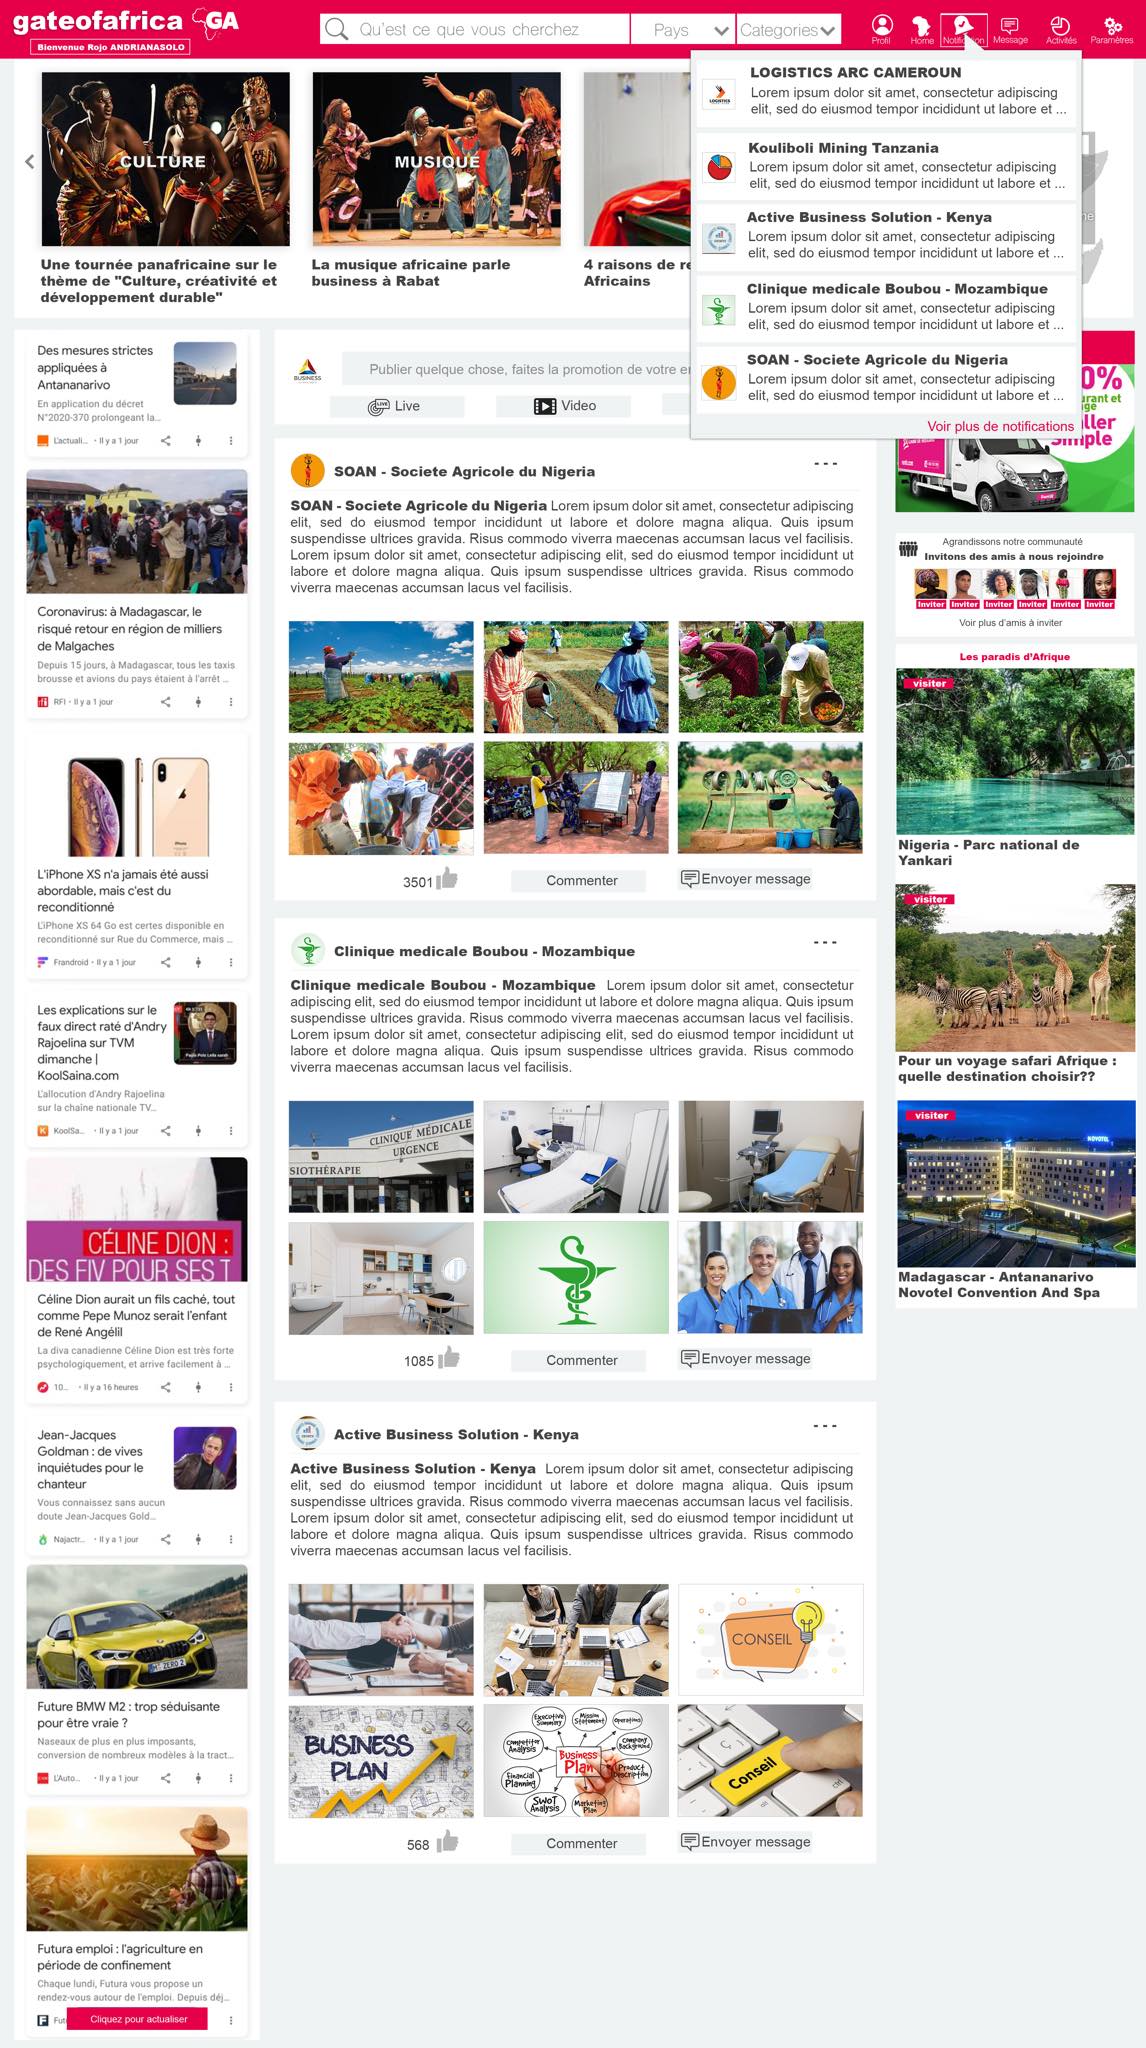 gateofafrica GA
Bienvenue Rojo ANDRIANASOLO
Qu'est ce que vous cherchez
Pays
Categories
Profil
Home
Notification
Message
Activités
Paramètres
CULTURE
Une tournée panafricaine sur le
thème de "Culture, créativité et
développement durable"
MUSIQUE
La musique africaine parle
business à Rabat
4 raisons de re
Africains
ne
LOGISTICS ARC CAMEROUN
LOGISTICS
Lorem ipsum dolor sit amet, consectetur adipiscing
elit, sed do eiusmod tempor incididunt ut labore et ...
Kouliboli Mining Tanzania
Lorem ipsum dolor sit amet, consectetur adipiscing
elit, sed do eiusmod tempor incididunt ut labore et ...
Active Business Solution - Kenya
Lorem ipsum dolor sit amet, consectetur adipiscing
elit, sed do eiusmod tempor incididunt ut labore et ...
Clinique medicale Boubou - Mozambique
Lorem ipsum dolor sit amet, consectetur adipiscing
elit, sed do eiusmod tempor incididunt ut labore et ...
SOAN - Societe Agricole du Nigeria
Lorem ipsum dolor sit amet, consectetur adipiscing
elit, sed do eiusmod tempor incididunt ut labore et ...
Voir plus de notifications
Des mesures strictes
appliquées à
Antananarivo
En application du décret
N°2020-370 prolongeant la...
L'actuali... • Il y a 1 jour
Coronavirus: à Madagascar, le
risqué retour en région de milliers
de Malgaches
Depuis 15 jours, à Madagascar, tous les taxis
brousse et avions du pays étaient à l'arrêt ...
RFI • Il y a 1 jour
iPhone
L'iPhone XS n'a jamais été aussi
abordable, mais c'est du
reconditionné
L'iPhone XS 64 Go est certes disponible en
reconditionné sur Rue du Commerce, mais ...
Frandroid • Il y a 1 jour
Les explications sur le
faux direct raté d'Andry
Rajoelina sur TVM
dimanche |
KoolSaina.com
L'allocution d'Andry Rajoelina
sur la chaîne nationale TV...
K KoolSa... • Il y a 1 jour
CÉLINE DION :
DES FIV POUR SES T
Céline Dion aurait un fils caché, tout
comme Pepe Munoz serait l'enfant
de René Angélil
La diva canadienne Céline Dion est très forte
psychologiquement, et arrive facilement à ...
10... • Il y a 16 heures
Jean-Jacques
Goldman : de vives
inquiétudes pour le
chanteur
Vous connaissez sans aucun
doute Jean-Jacques Gold...
Najactr... • Il y a 1 jour
M· ZERO 2
Future BMW M2 : trop séduisante
pour être vraie ?
Naseaux de plus en plus imposants,
conversion de nombreux modèles à la tract...
L'Auto... • Il y a 1 jour
Futura emploi : l'agriculture en
période de confinement
Chaque lundi, Futura vous propose un
rendez-vous autour de l'emploi. Depuis déj...
F Fut
Cliquez pour actualiser
BUSINESS
Publier quelque chose, faites la promotion de votre en
LIVE Live
Video
SOAN - Societe Agricole du Nigeria
---
SOAN - Societe Agricole du Nigeria Lorem ipsum dolor sit amet, consectetur adipiscing
elit, sed do eiusmod tempor incididunt ut labore et dolore magna aliqua. Quis ipsum
suspendisse ultrices gravida. Risus commodo viverra maecenas accumsan lacus vel facilisis.
Lorem ipsum dolor sit amet, consectetur adipiscing elit, sed do eiusmod tempor incididunt ut
labore et dolore magna aliqua. Quis ipsum suspendisse ultrices gravida. Risus commodo
viverra maecenas accumsan lacus vel facilisis.
3501
Commenter
Envoyer message
Clinique medicale Boubou - Mozambique
---
Clinique medicale Boubou - Mozambique Lorem ipsum dolor sit amet, consectetur
adipiscing elit, sed do eiusmod tempor incididunt ut labore et dolore magna aliqua. Quis ipsum
suspendisse ultrices gravida. Risus commodo viverra maecenas accumsan lacus vel facilisis.
Lorem ipsum dolor sit amet, consectetur adipiscing elit, sed do eiusmod tempor incididunt ut
labore et dolore magna aliqua. Quis ipsum suspendisse ultrices gravida. Risus commodo
viverra maecenas accumsan lacus vel facilisis.
CLINIQUE MÉDICALE
URGENCE
SIOTHÉRAPIE
1085
Commenter
Envoyer message
Active Business Solution - Kenya
---
Active Business Solution - Kenya Lorem ipsum dolor sit amet, consectetur adipiscing
elit, sed do eiusmod tempor incididunt ut labore et dolore magna aliqua. Quis ipsum
suspendisse ultrices gravida. Risus commodo viverra maecenas accumsan lacus vel facilisis.
Lorem ipsum dolor sit amet, consectetur adipiscing elit, sed do eiusmod tempor incididunt ut
labore et dolore magna aliqua. Quis ipsum suspendisse ultrices gravida. Risus commodo
viverra maecenas accumsan lacus vel facilisis.
CONSEIL
BUSINESS
PLAN
Executive
Summary
Mission
Statement
Operations
Competitor
Analysis
Company
Background
Business
Plan
Financial
Planning
Product
Description
SWOT
Analysis
Marketing
Plan
Conseil
ctrl
568
Commenter
Envoyer message
0%
urant et
ge
ller
Simple
Agrandissons notre communauté
Invitons des amis à nous rejoindre
Inviter Inviter Inviter Inviter Inviter Inviter
Voir plus d'amis à inviter
Les paradis d'Afrique
visiter
Nigeria - Parc national de
Yankari
visiter
Pour un voyage safari Afrique :
quelle destination choisir??
visiter
NOVOTEL
Madagascar - Antananarivo
Novotel Convention And Spa